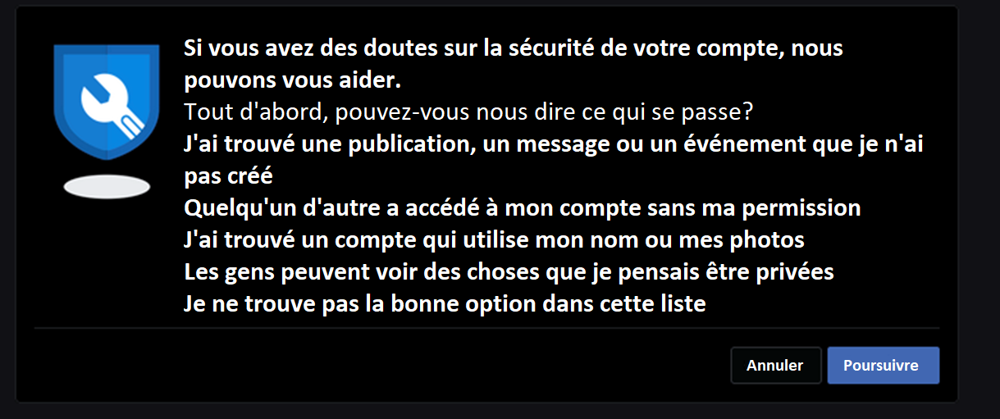 Si vous avez des doutes sur la sécurité de votre compte, nous
pouvons vous aider.
Tout d'abord, pouvez-vous nous dire ce qui se passe?
J'ai trouvé une publication, un message ou un événement que je n'ai
pas créé
Quelqu'un d'autre a accédé à mon compte sans ma permission
J'ai trouvé un compte qui utilise mon nom ou mes photos
Les gens peuvent voir des choses que je pensais être privées
Je ne trouve pas la bonne option dans cette liste
Annuler Poursuivre